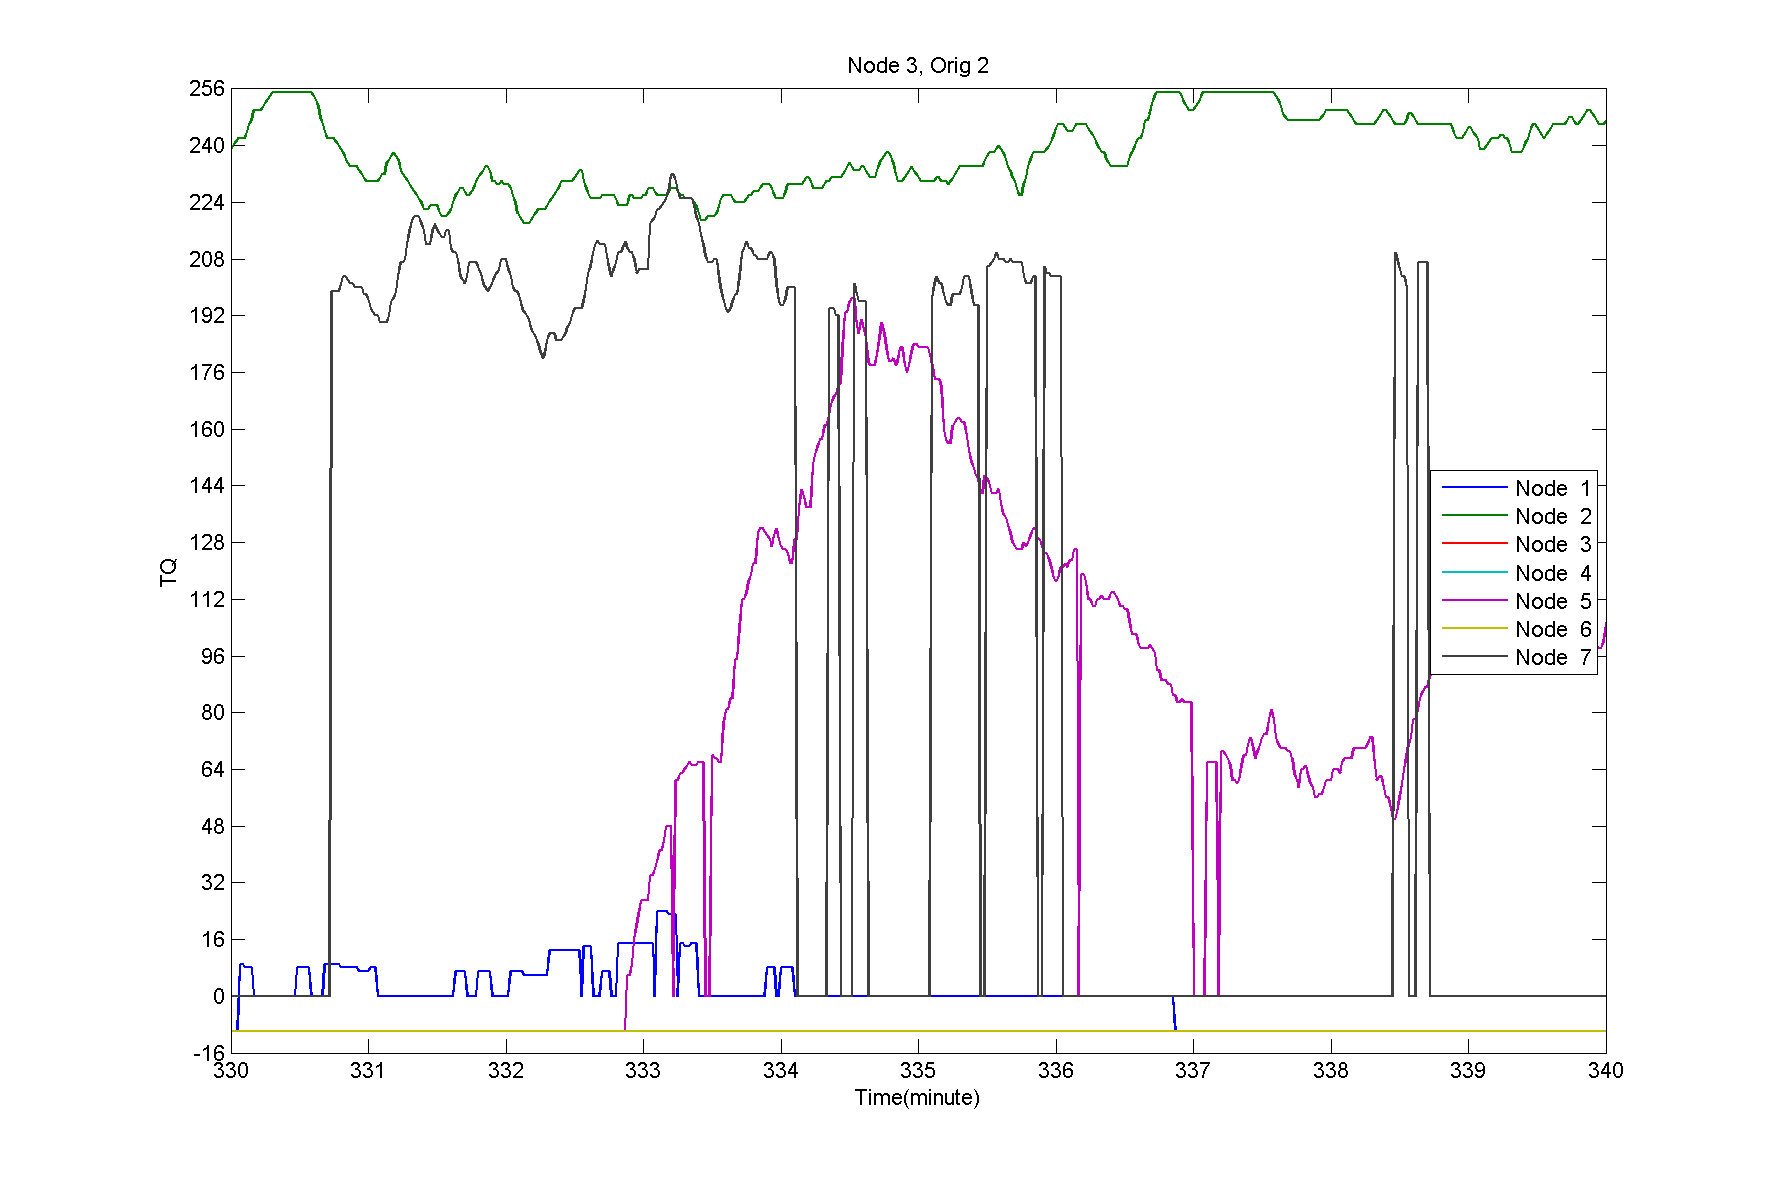 Node 3, Orig 2
256
240
224
208
192
176
160
144
128
112
96
80
64
48
32
16
0
-16
TQ
Node 1
Node 2
Node 3
Node 4
Node 5
Node 6
Node 7
330 331 332 333 334 335 336 337 338 339 340
Time(minute)